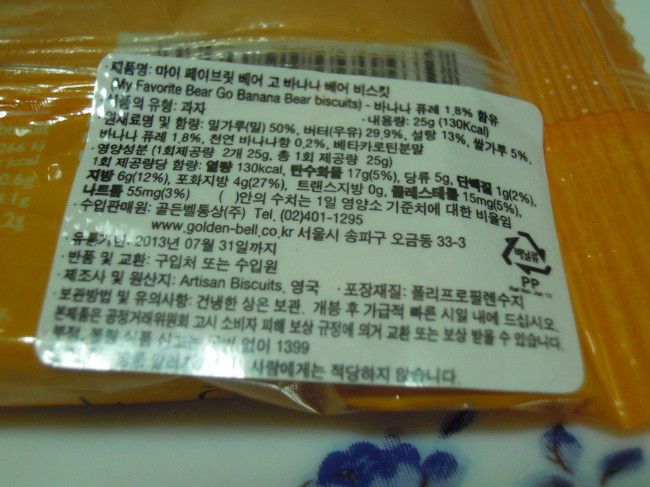 ·제품명: 마이 페이브릿 베어 고 바나나 베어 비스킷
(My Favorite Bear Go Banana Bear biscuits) - 바나나 퓨레 1.8% 함유
·식품의 유형: 과자 ·내용량: 25g (130Kcal)
·원재료명 및 함량: 밀가루(밀) 50%, 버터(우유) 29.9%, 설탕 13%, 쌀가루 5%,
바나나 퓨레 1.8%, 천연 바나나향 0.2%, 베타카로틴분말
·영양성분 (1회제공량 2개 25g, 총 1회 제공량 25g)
1회 제공량당 함량: 열량 130kcal, 탄수화물 17g(5%), 당류 5g, 단백질 1g(2%),
지방 6g(12%), 포화지방 4g(27%), 트랜스지방 0g, 콜레스테롤 15mg(5%),
나트륨 55mg(3%) ( )안의 수치는 1일 영양소 기준치에 대한 비율임
·수입판매원: 골든벨통상(주) Tel. (02)401-1295
www.golden-bell.co.kr 서울시 송파구 오금동 33-3
·유통기한: 2013년 07월 31일까지
·반품 및 교환: 구입처 또는 수입원
·제조사 및 원산지: Artisan Biscuits, 영국 ·포장재질: 폴리프로필렌수지
비닐류
PP
·보관방법 및 유의사항: 건냉한 상온 보관. 개봉 후 가급적 빠른 시일 내에 드십시오.
본제품은 공정거래위원회 고시 소비자 피해 보상 규정에 의거 교환 또는 보상 받을 수 있습니다.
부정, 불량 식품 신고는 국번 없이 1399
사람에게는 적당하지 않습니다.